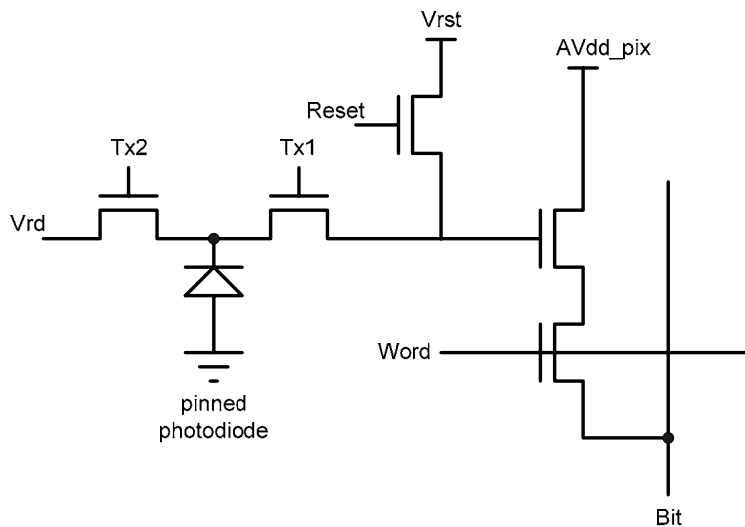 Vrst
AVdd_pix
Reset
Tx2
Tx1
Vrd
Word
pinned
photodiode
Bit